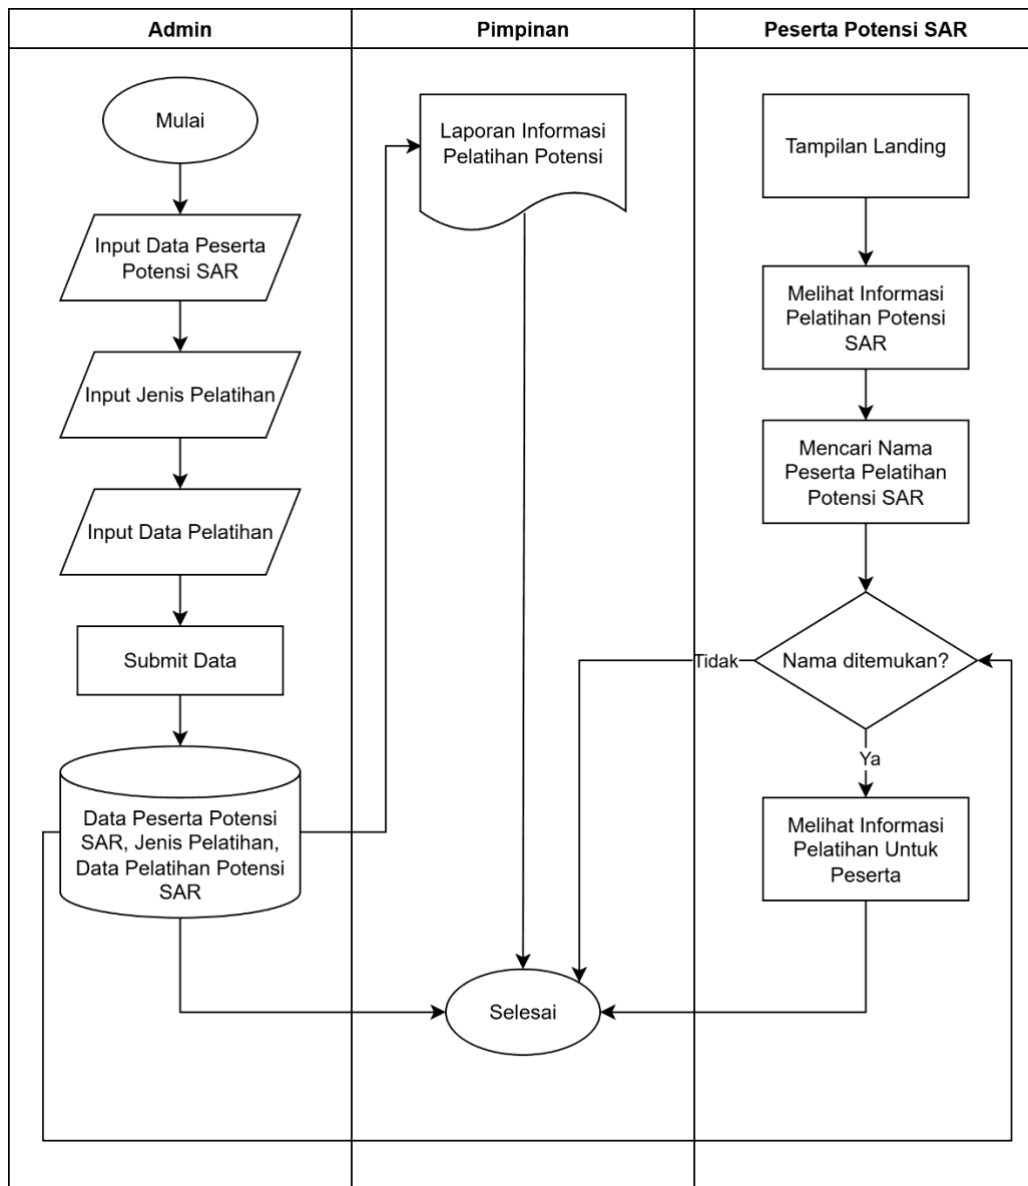 Admin
Pimpinan
Peserta Potensi SAR
Mulai
Input Data Peserta
Potensi SAR
Input Jenis Pelatihan
Input Data Pelatihan
Submit Data
Data Peserta Potensi
SAR, Jenis Pelatihan,
Data Pelatihan Potensi
SAR
Laporan Informasi
Pelatihan Potensi
Selesai
Tampilan Landing
Melihat Informasi
Pelatihan Potensi
SAR
Mencari Nama
Peserta Pelatihan
Potensi SAR
Nama ditemukan?
Tidak
Ya
Melihat Informasi
Pelatihan Untuk
Peserta